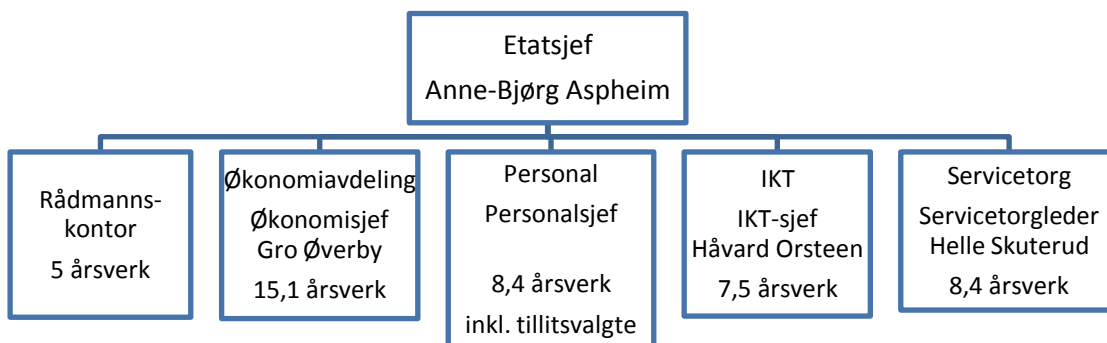 Etatsjef
Anne-Bjørg Aspheim
Rådmanns-
kontor
5 årsverk
Økonomiavdeling
Økonomisjef
Gro Øverby
15,1 årsverk
Personal
Personalsjef
8,4 årsverk
inkl. tillitsvalgte
IKT
IKT-sjef
Håvard Orsteen
7,5 årsverk
Servicetorg
Servicetorgleder
Helle Skuterud
8,4 årsverk